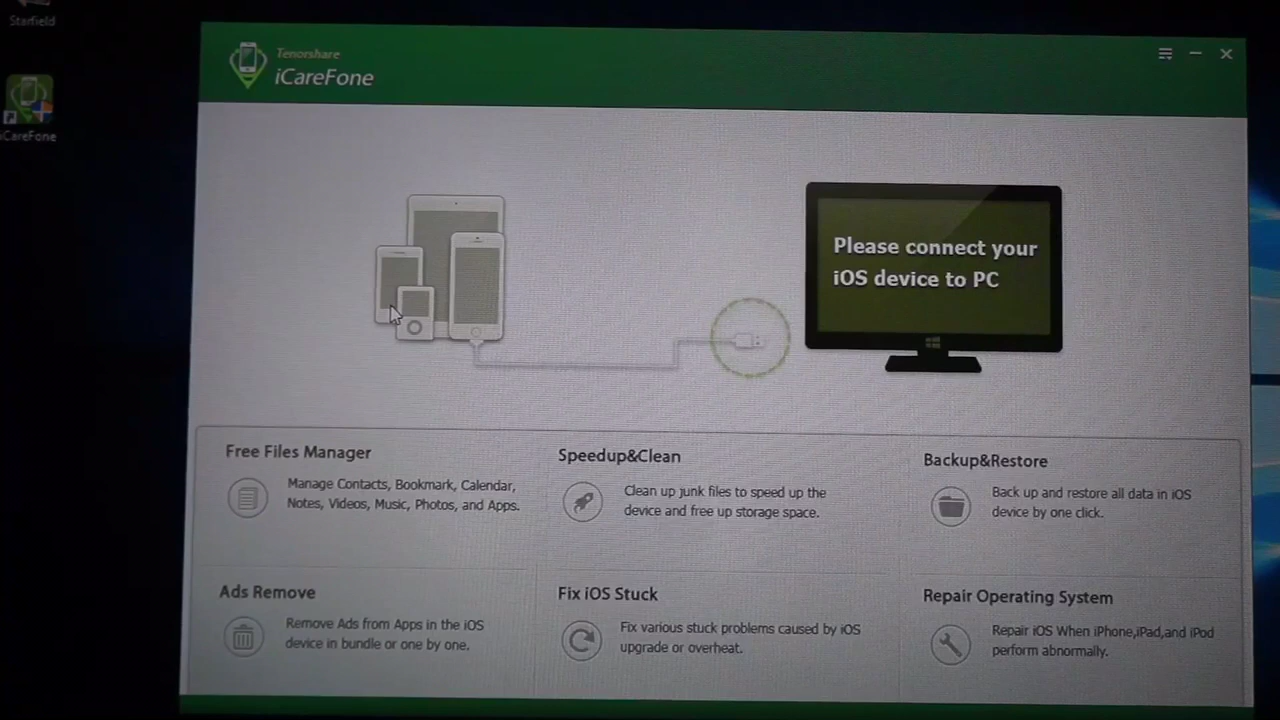 Starfield
iCareFone
Tenorshare
iCareFone
Please connect your
iOS device to PC
Free Files Manager
Manage Contacts, Bookmark, Calendar,
Notes, Videos, Music, Photos, and Apps.
Speedup&Clean
Clean up junk files to speed up the
device and free up storage space.
Backup&Restore
Back up and restore all data in iOS
device by one click.
Ads Remove
Remove Ads from Apps in the iOS
device in bundle or one by one.
Fix iOS Stuck
Fix various stuck problems caused by iOS
upgrade or overheat.
Repair Operating System
Repair iOS When iPhone,iPad,and iPod
perform abnormally.